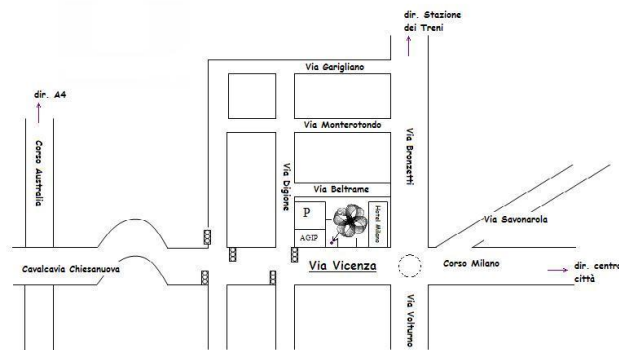 dir. Stazione
dei Treni
Via Garigliano
dir. A4
Via Monterotondo
Corso Australia
Via Bronzetti
Via Digione
Via Beltrame
P
Hotel Milano
Via Savonarola
AGIP
Cavalcavia Chiesanuova
Via Vicenza
Corso Milano
dir. centro
città
Via Volturno